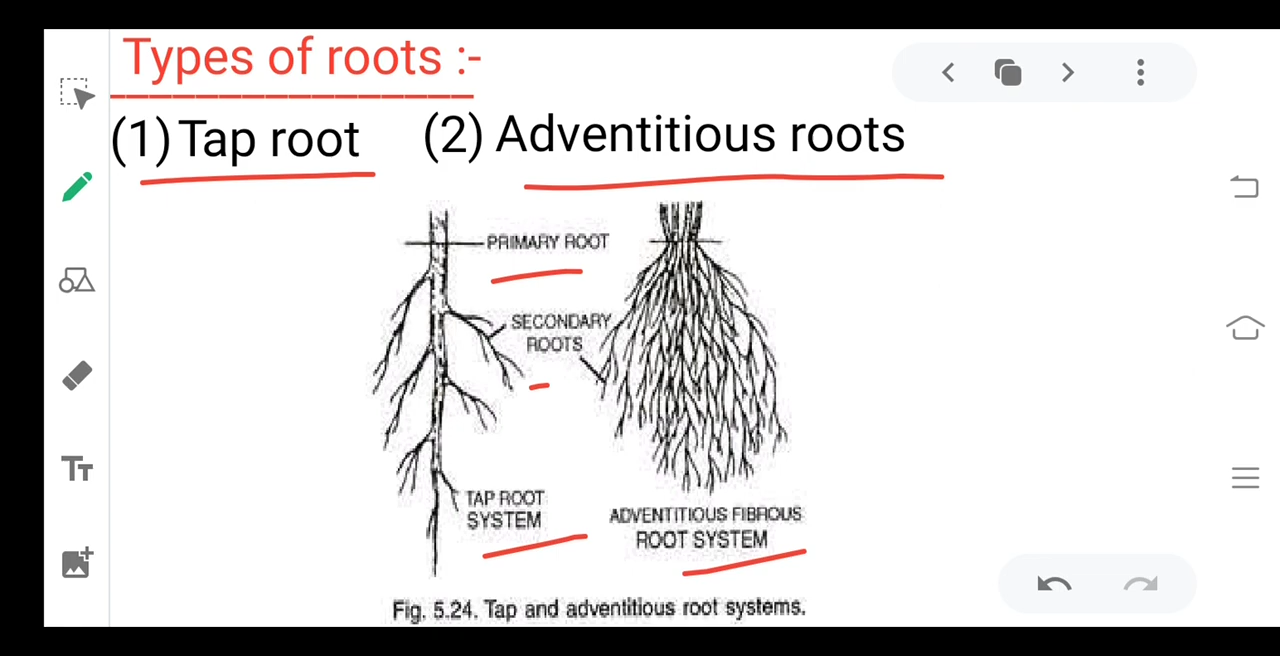 Types of roots :-
(1) Tap root (2) Adventitious roots
PRIMARY ROOT
SECONDARY
ROOTS
TAP ROOT
SYSTEM
ADVENTITIOUS FIBROUS
ROOT SYSTEM
Fig. 5.24. Tap and adventitious root systems.
TT